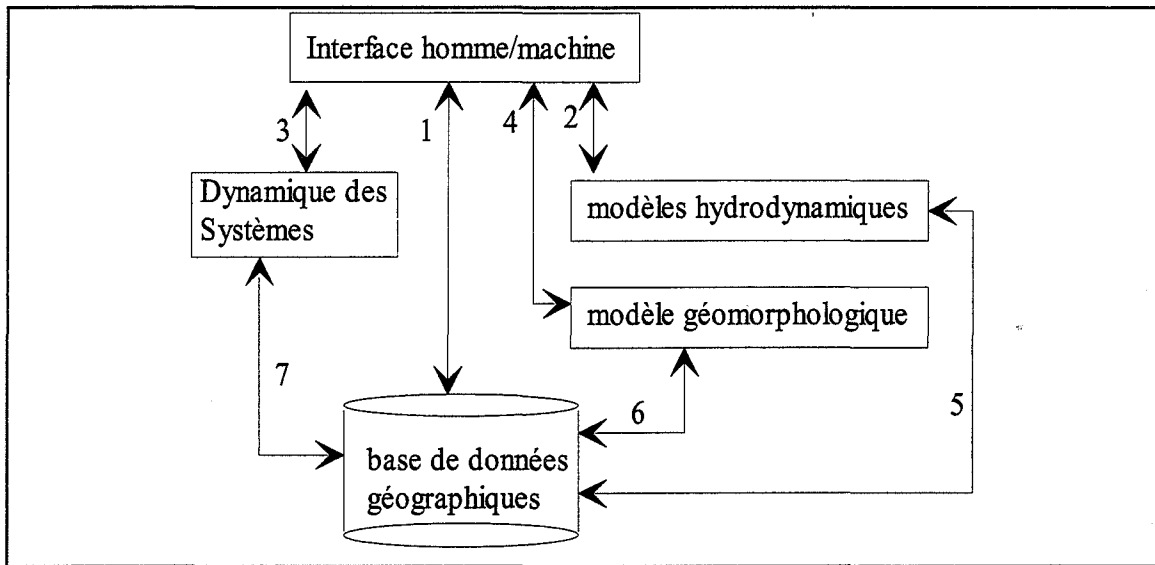 Interface homme/machine
3
1
4
2
Dynamique des
Systèmes
modèles hydrodynamiques
modèle géomorphologique
7
6
5
base de données
géographiques